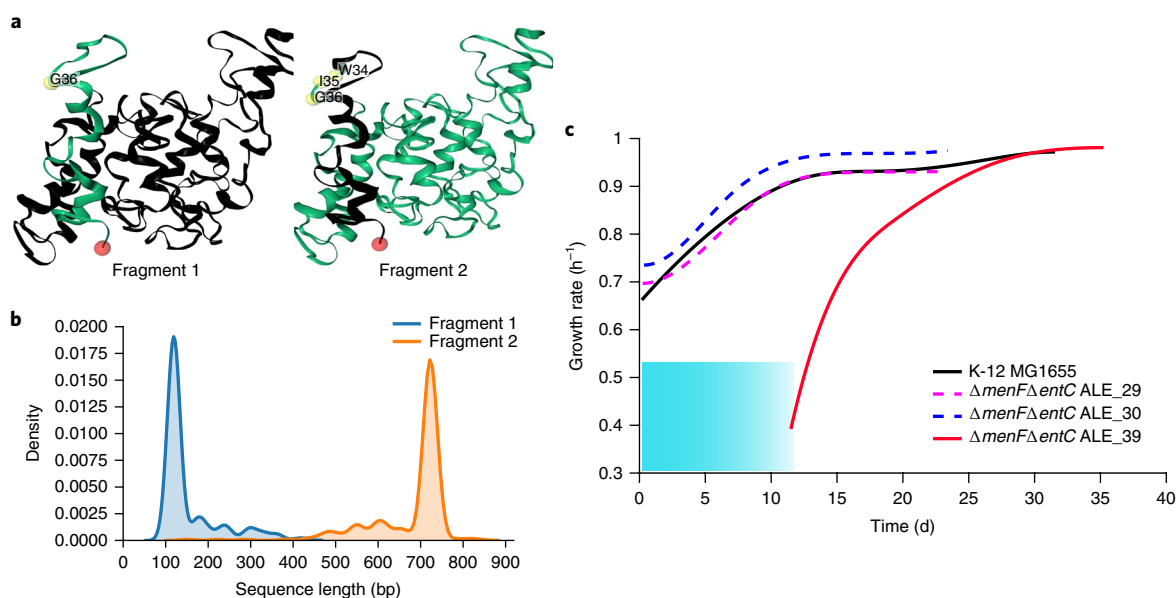 a
G36
Fragment 1
W34
I35
G36
Fragment 2
b
0.0200
0.0175
0.0150
0.0125
0.0100
0.0075
0.0050
0.0025
0.0000
Density
0 100 200 300 400 500 600 700 800 900
Sequence length (bp)
Fragment 1
Fragment 2
c
1
0.9
0.8
0.7
0.6
0.5
0.4
0.3
Growth rate (h⁻¹)
0 5 10 15 20 25 30 35 40
Time (d)
K-12 MG1655
ΔmenFΔentC ALE_29
ΔmenFΔentC ALE_30
ΔmenFΔentC ALE_39